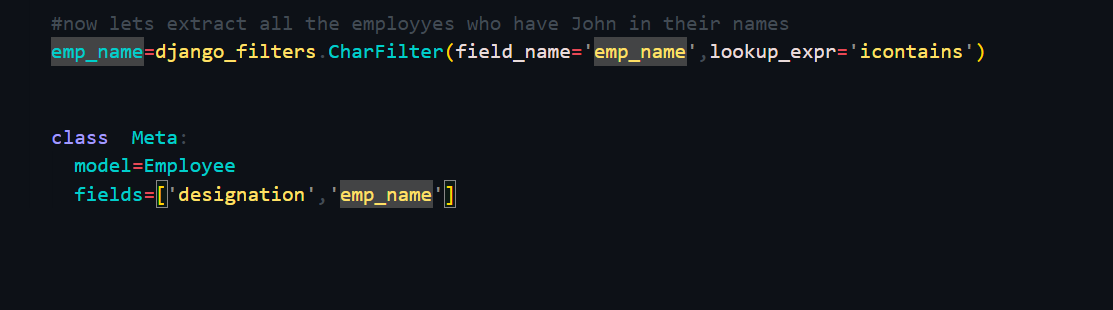 #now lets extract all the employyes who have John in their names
emp_name=django_filters.CharFilter(field_name='emp_name',lookup_expr='icontains')
class  Meta:
model=Employee
fields=['designation','emp_name']